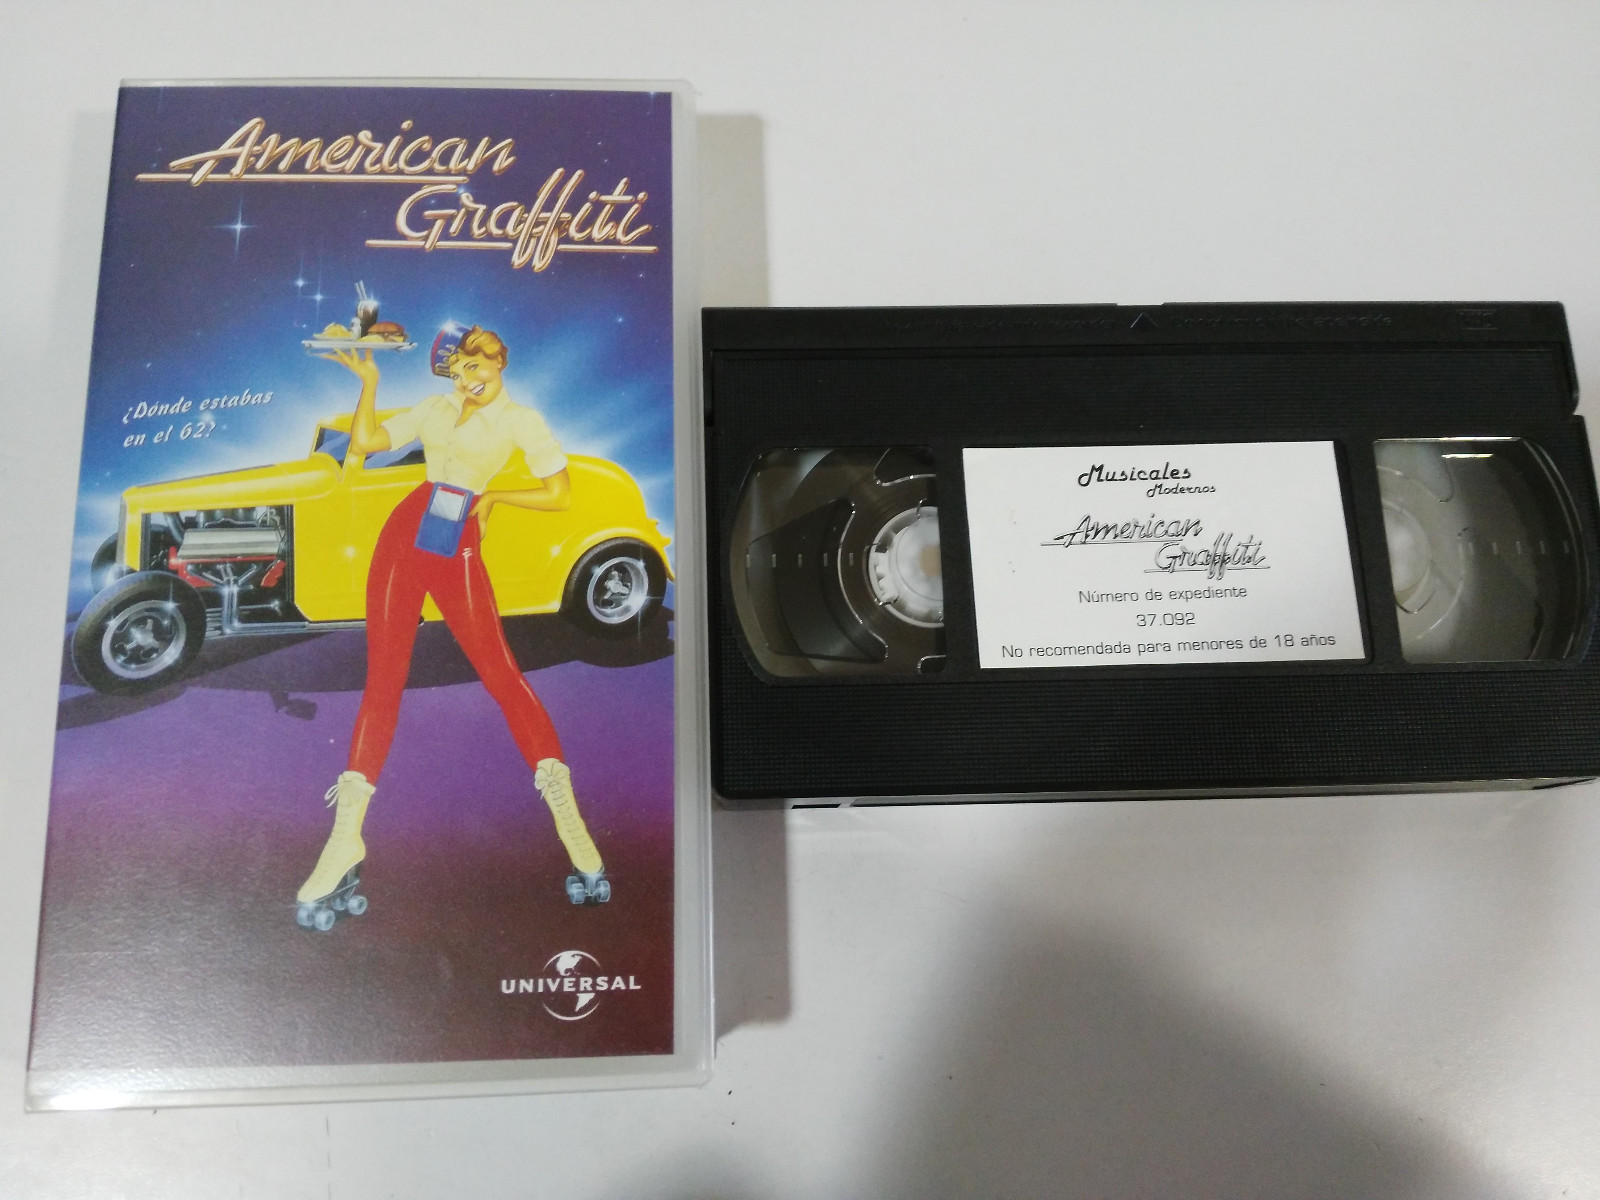 American
Graffiti
¿Dónde estabas
en el 62?
Mels
UNIVERSAL
Musicales
Modernos
American
Graffiti
Número de expediente
37.092
No recomendada para menores de 18 años